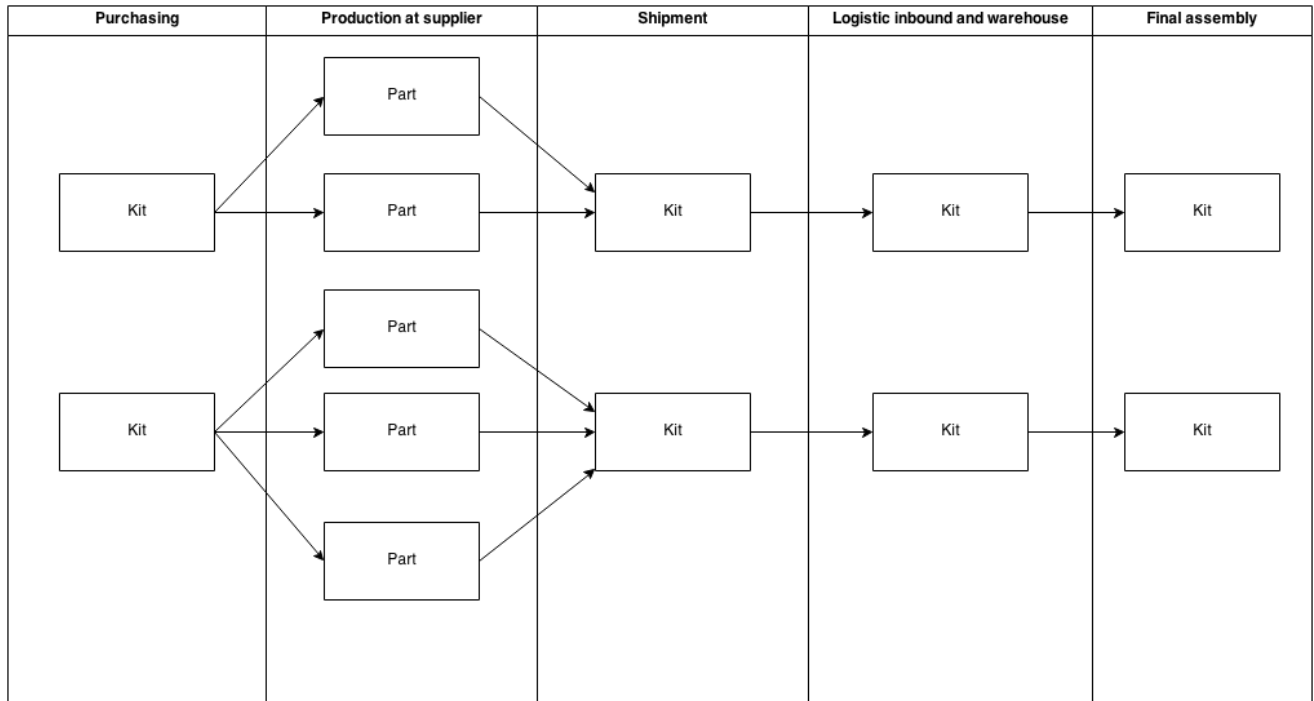 Purchasing
Production at supplier
Shipment
Logistic inbound and warehouse
Final assembly
Part
Kit
Part
Kit
Kit
Kit
Part
Kit
Part
Kit
Kit
Kit
Part